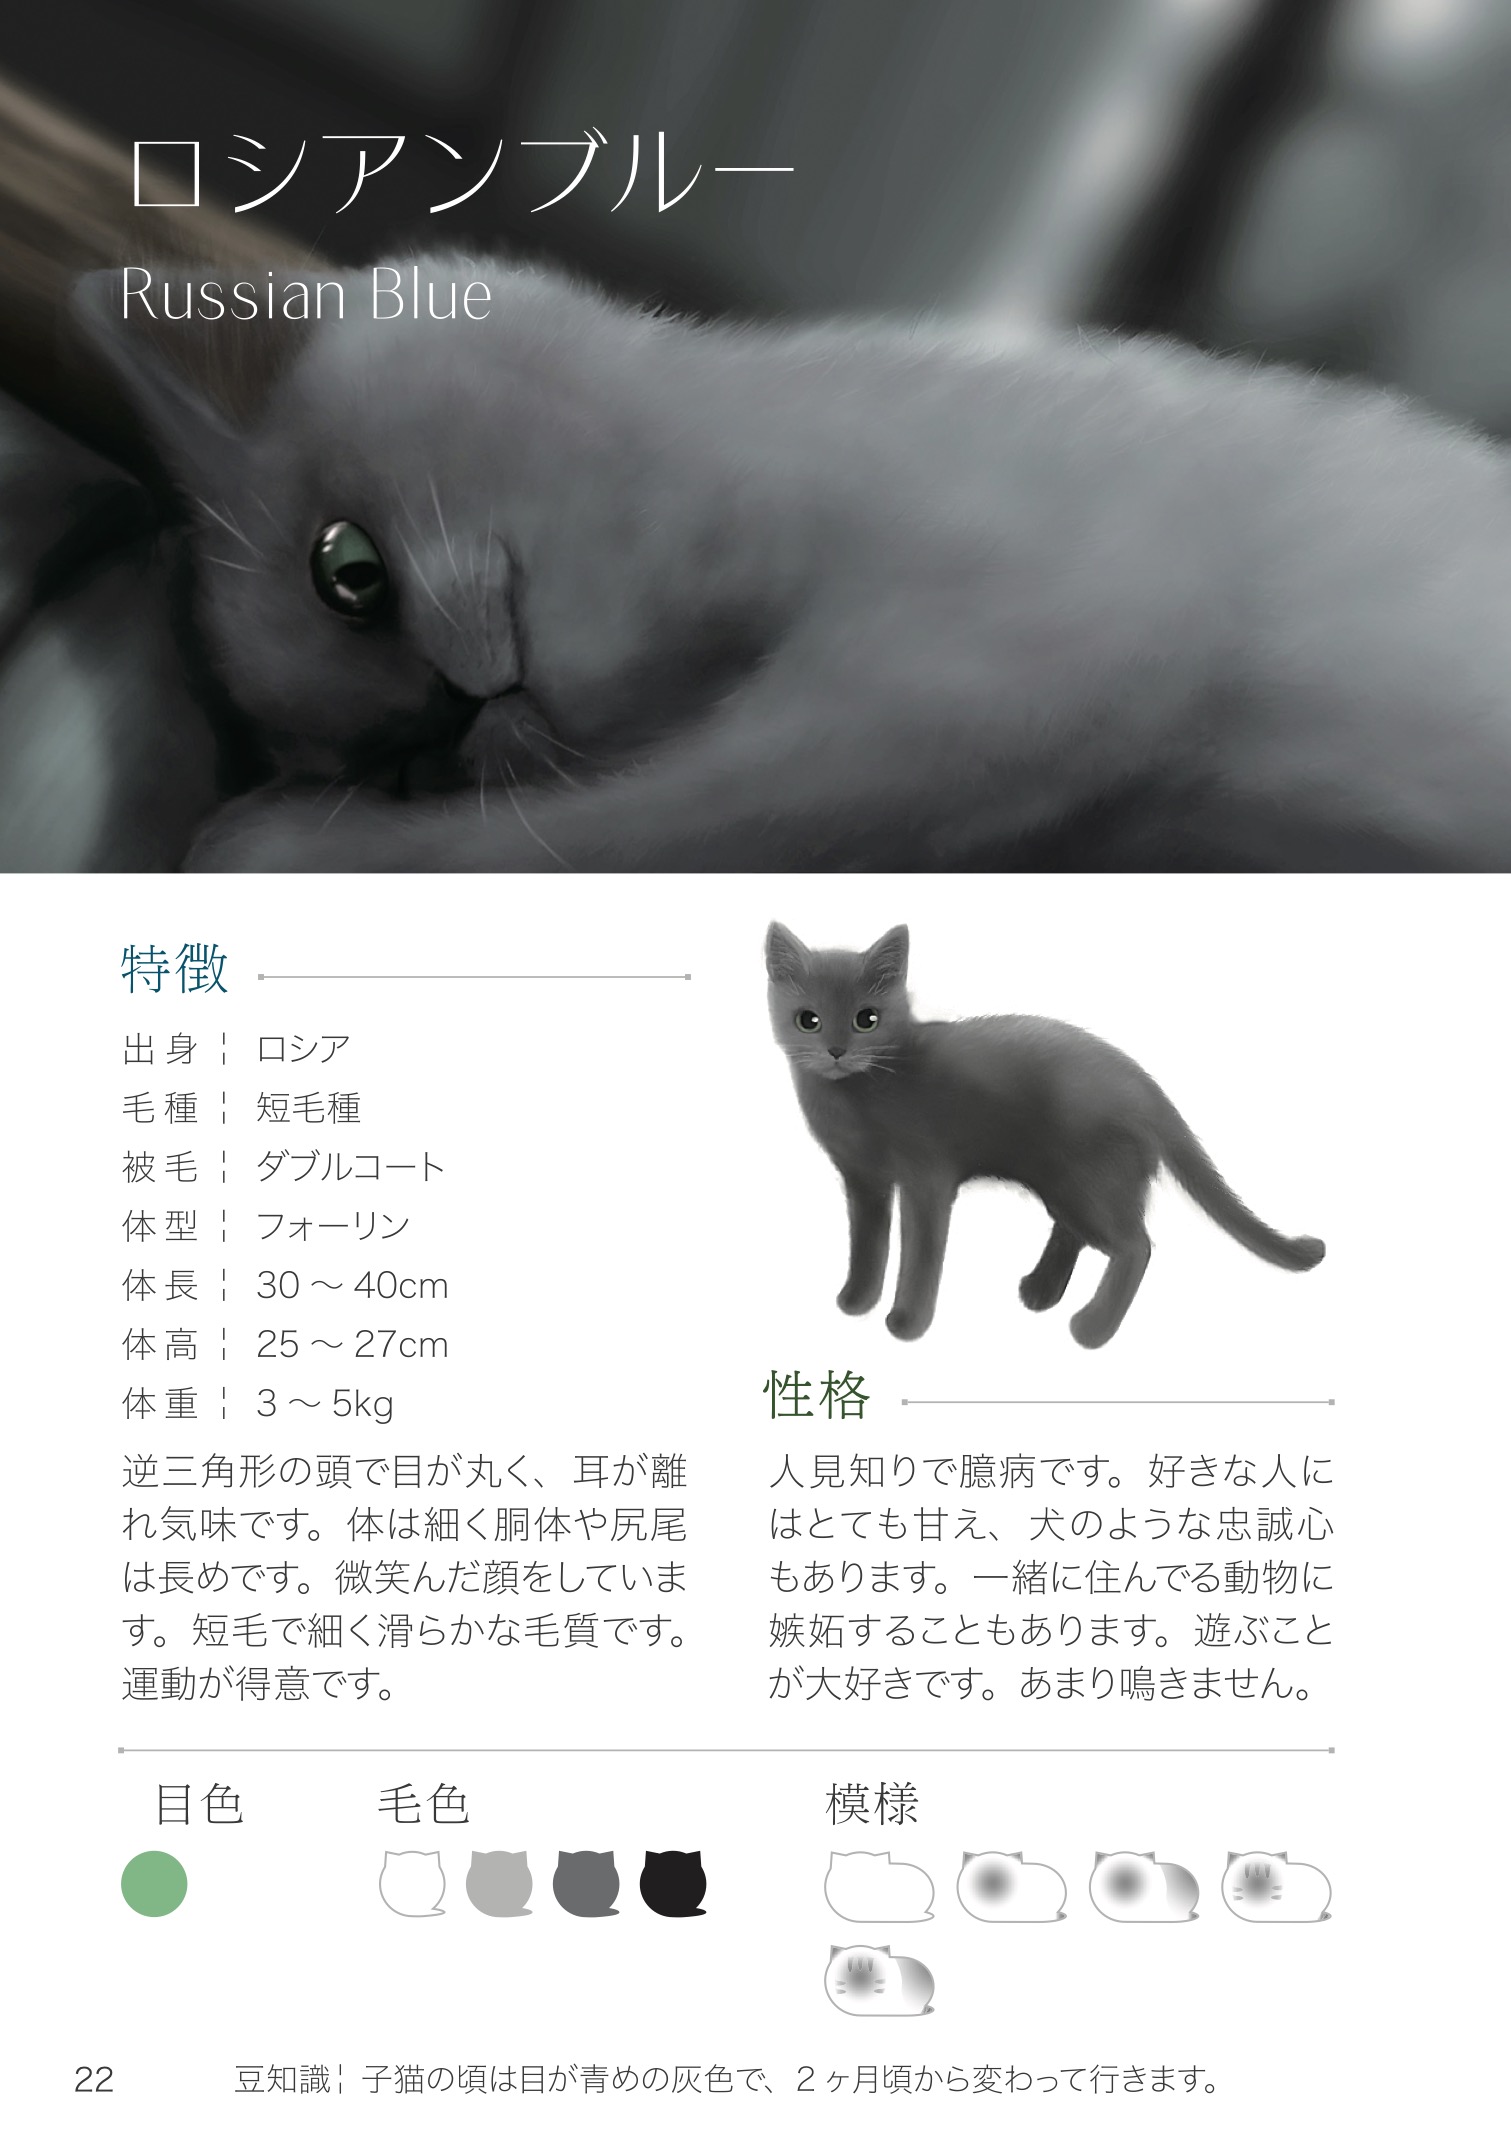 ロシアンブルー
Russian Blue
特徴
出身¦ロシア
毛種¦短毛種
被毛¦ダブルコート
体型¦フォーリン
体長¦30 〜 40cm
体高¦25 〜 27cm
体重¦3 〜 5kg
逆三角形の頭で目が丸く、耳が離
れ気味です。体は細く胴体や尻尾
は長めです。微笑んだ顔をしていま
す。短毛で細く滑らかな毛質です。
運動が得意です。
性格
人見知りで臆病です。好きな人に
はとても甘え、犬のような忠誠心
もあります。一緒に住んでる動物に
嫉妬することもあります。遊ぶこと
が大好きです。あまり鳴きません。
目色
毛色
模様
22
豆知識¦ 子猫の頃は目が青めの灰色で、2 ヶ月頃から変わって行きます。